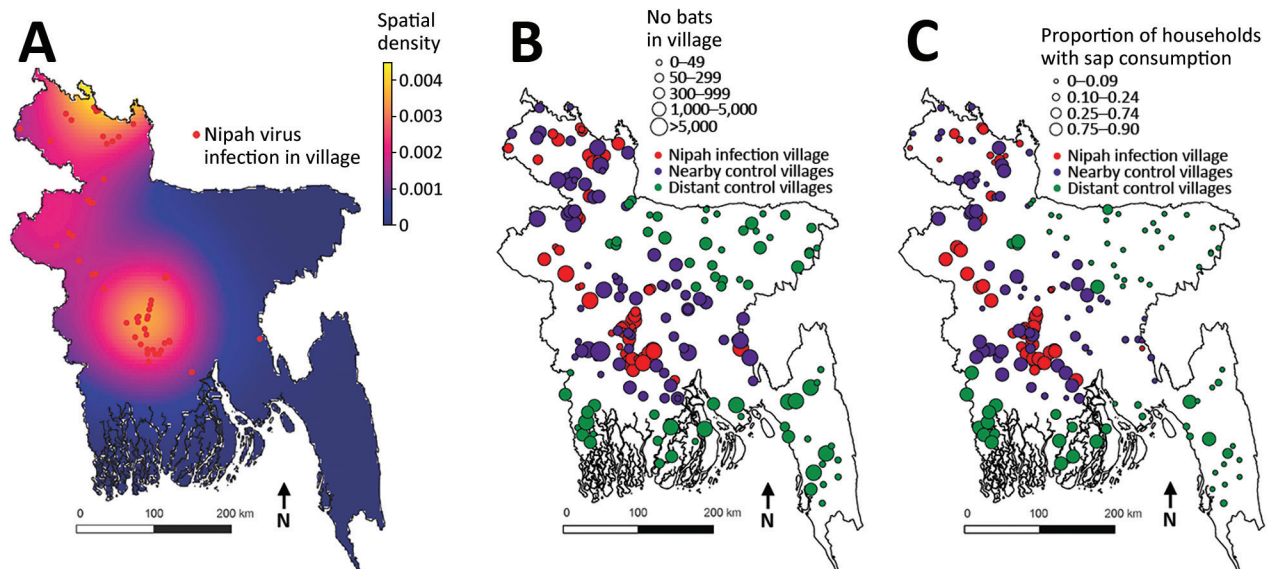 A
Spatial
density
0.004
0.003
0.002
0.001
0
Nipah virus
infection in village
0
100
200 km
N
B
No bats
in village
0–49
50–299
300–999
1,000–5,000
>5,000
Nipah infection village
Nearby control villages
Distant control villages
0
100
200 km
N
C
Proportion of households
with sap consumption
0–0.09
0.10–0.24
0.25–0.74
0.75–0.90
Nipah infection village
Nearby control villages
Distant control villages
0
100
200 km
N